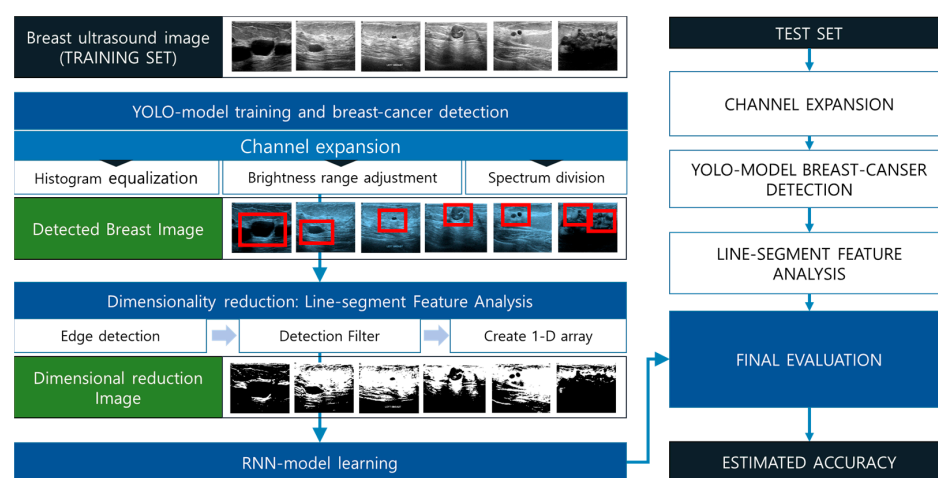 Breast ultrasound image
(TRAINING SET)
YOLO-model training and breast-cancer detection
Channel expansion
Histogram equalization
Brightness range adjustment
Spectrum division
Detected Breast Image
Dimensionality reduction: Line-segment Feature Analysis
Edge detection
Detection Filter
Create 1-D array
Dimensional reduction
Image
RNN-model learning
TEST SET
CHANNEL EXPANSION
YOLO-MODEL BREAST-CANSER
DETECTION
LINE-SEGMENT FEATURE
ANALYSIS
FINAL EVALUATION
ESTIMATED ACCURACY